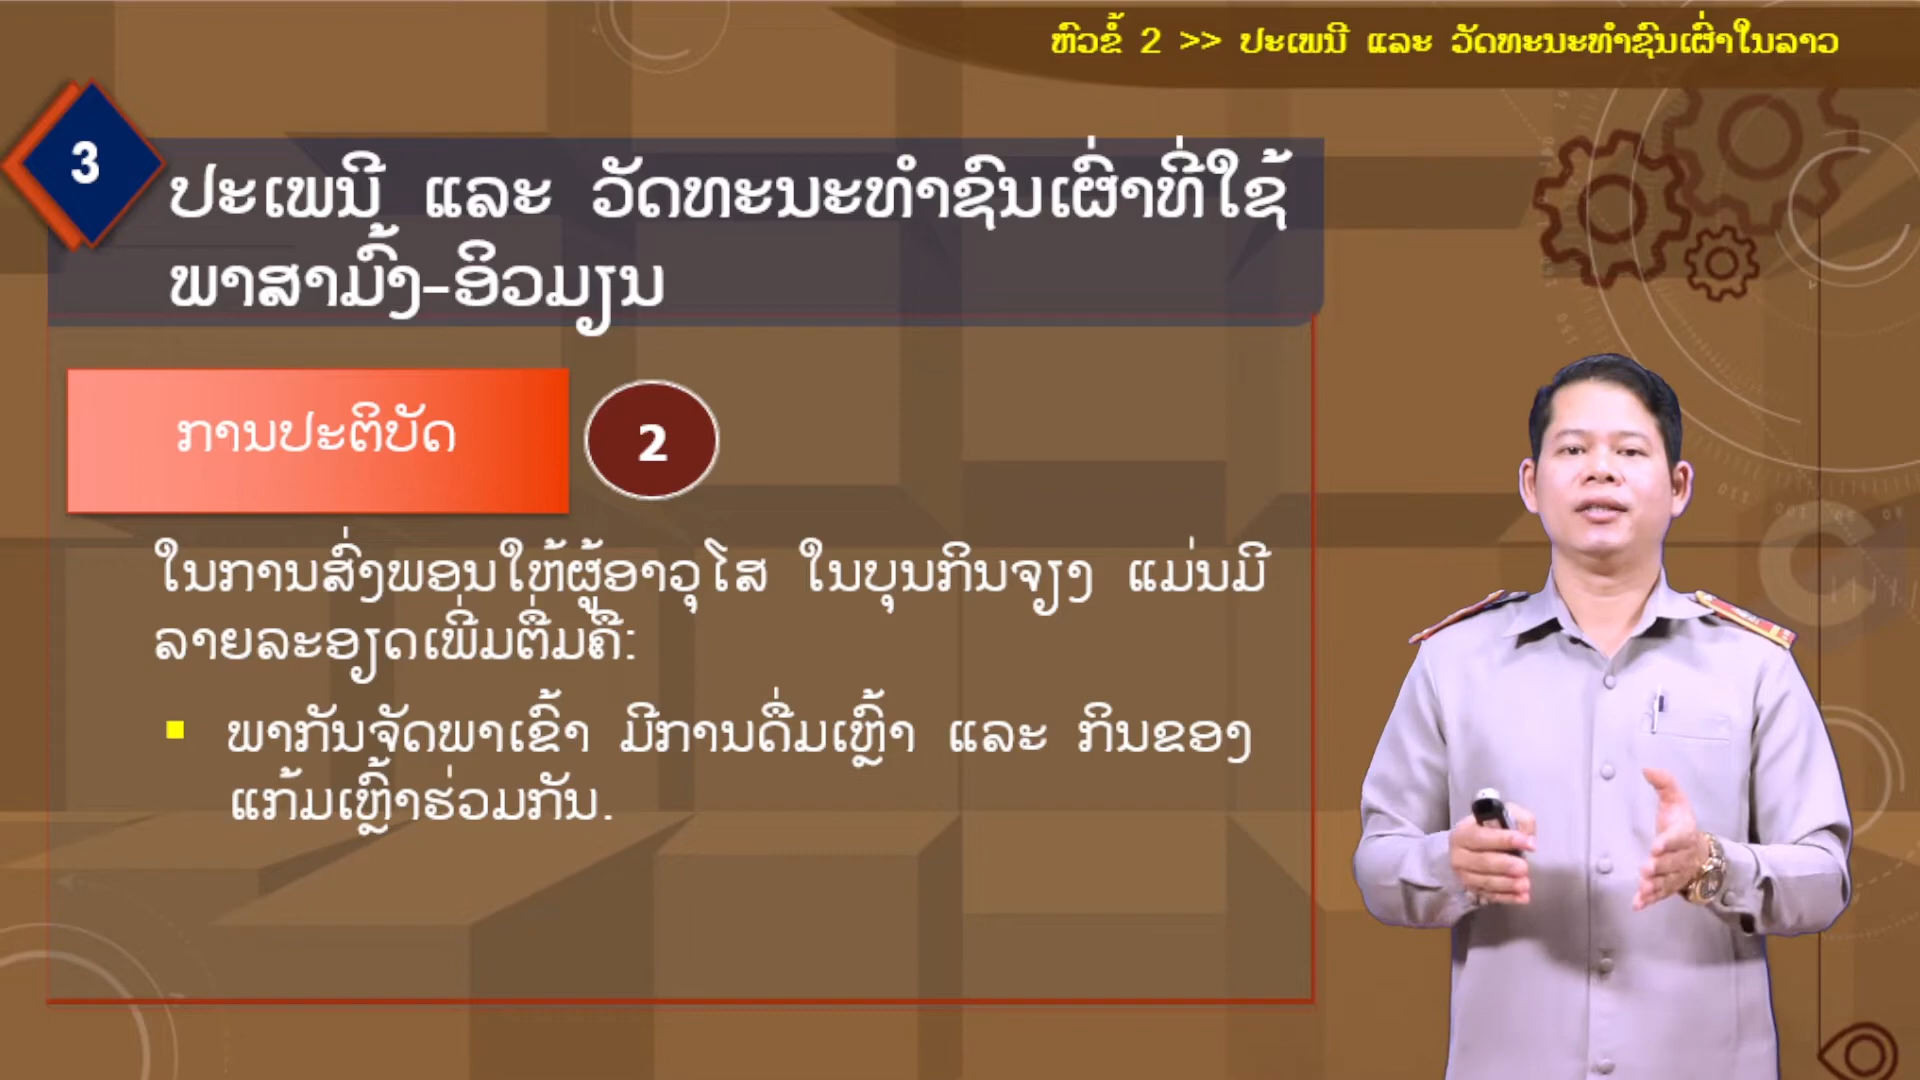 ຫົວຂໍ້ 2 >> ປະເພນີ ແລະ ວັດທະນະທຳຊົນເຜົ່າໃນລາວ
3
ປະເພນີ ແລະ ວັດທະນະທຳຊົນເຜົ່າທີ່ໃຊ້
ພາສາມົ້ງ-ອິວມຽນ
ການປະຕິບັດ
2
ໃນການສົ່ງພອນໃຫ້ຜູ້ອາວຸໂສ ໃນບຸນກິນຈຽງ ແມ່ນມີ
ລາຍລະອຽດເພີ່ມຕື່ມຄື:
▪ ພາກັນຈັດພາເຂົ້າ ມີການດື່ມເຫຼົ້າ ແລະ ກິນຂອງ
ແກ້ມເຫຼົ້າຮ່ວມກັນ.